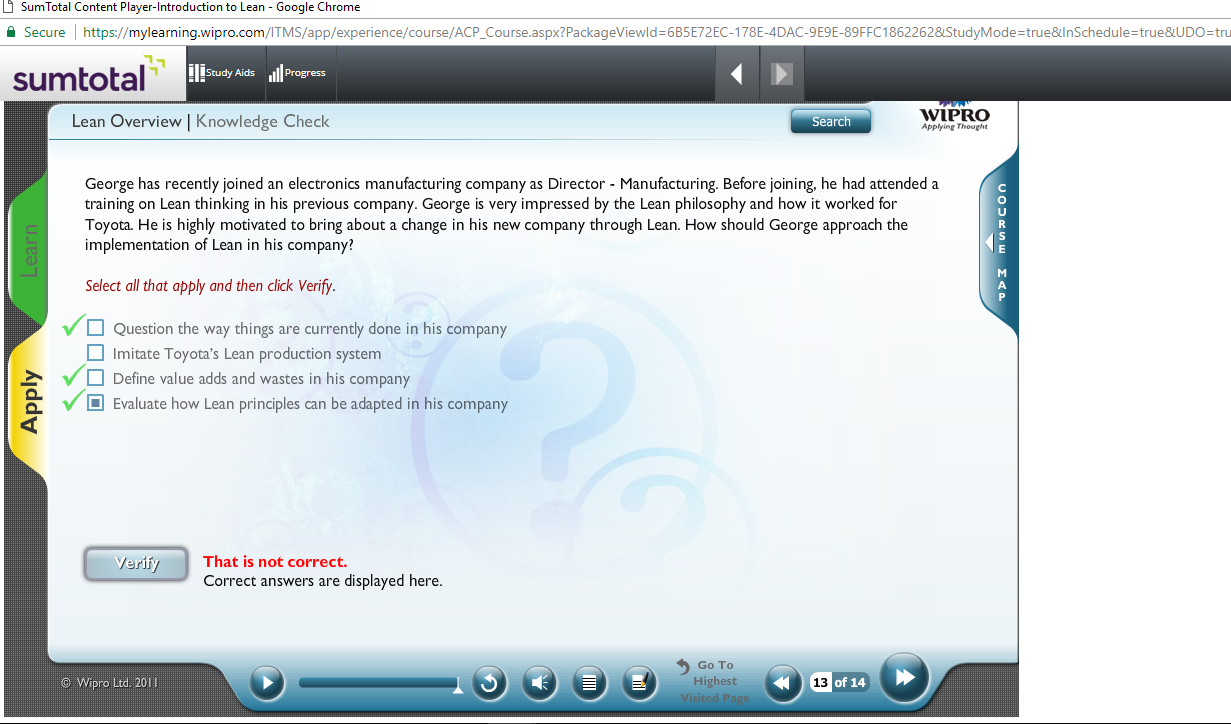 SumTotal Content Player-Introduction to Lean - Google Chrome
Secure | https://mylearning.wipro.com/ITMS/app/experience/course/ACP_Course.aspx?PackageViewId=6B5E72EC-178E-4DAC-9E9E-89FFC1862262&StudyMode=true&InSchedule=true&UDO=tru
sumtotal
Study Aids
Progress
Lean Overview | Knowledge Check
Search
WIPRO
Applying Thought
George has recently joined an electronics manufacturing company as Director - Manufacturing. Before joining, he had attended a
training on Lean thinking in his previous company. George is very impressed by the Lean philosophy and how it worked for
Toyota. He is highly motivated to bring about a change in his new company through Lean. How should George approach the
implementation of Lean in his company?
Select all that apply and then click Verify.
Question the way things are currently done in his company
Imitate Toyota's Lean production system
Define value adds and wastes in his company
Evaluate how Lean principles can be adapted in his company
Learn
Apply
COURSE MAP
Verify
That is not correct.
Correct answers are displayed here.
© Wipro Ltd. 2011
Go To
Highest
Visited Page
13 of 14